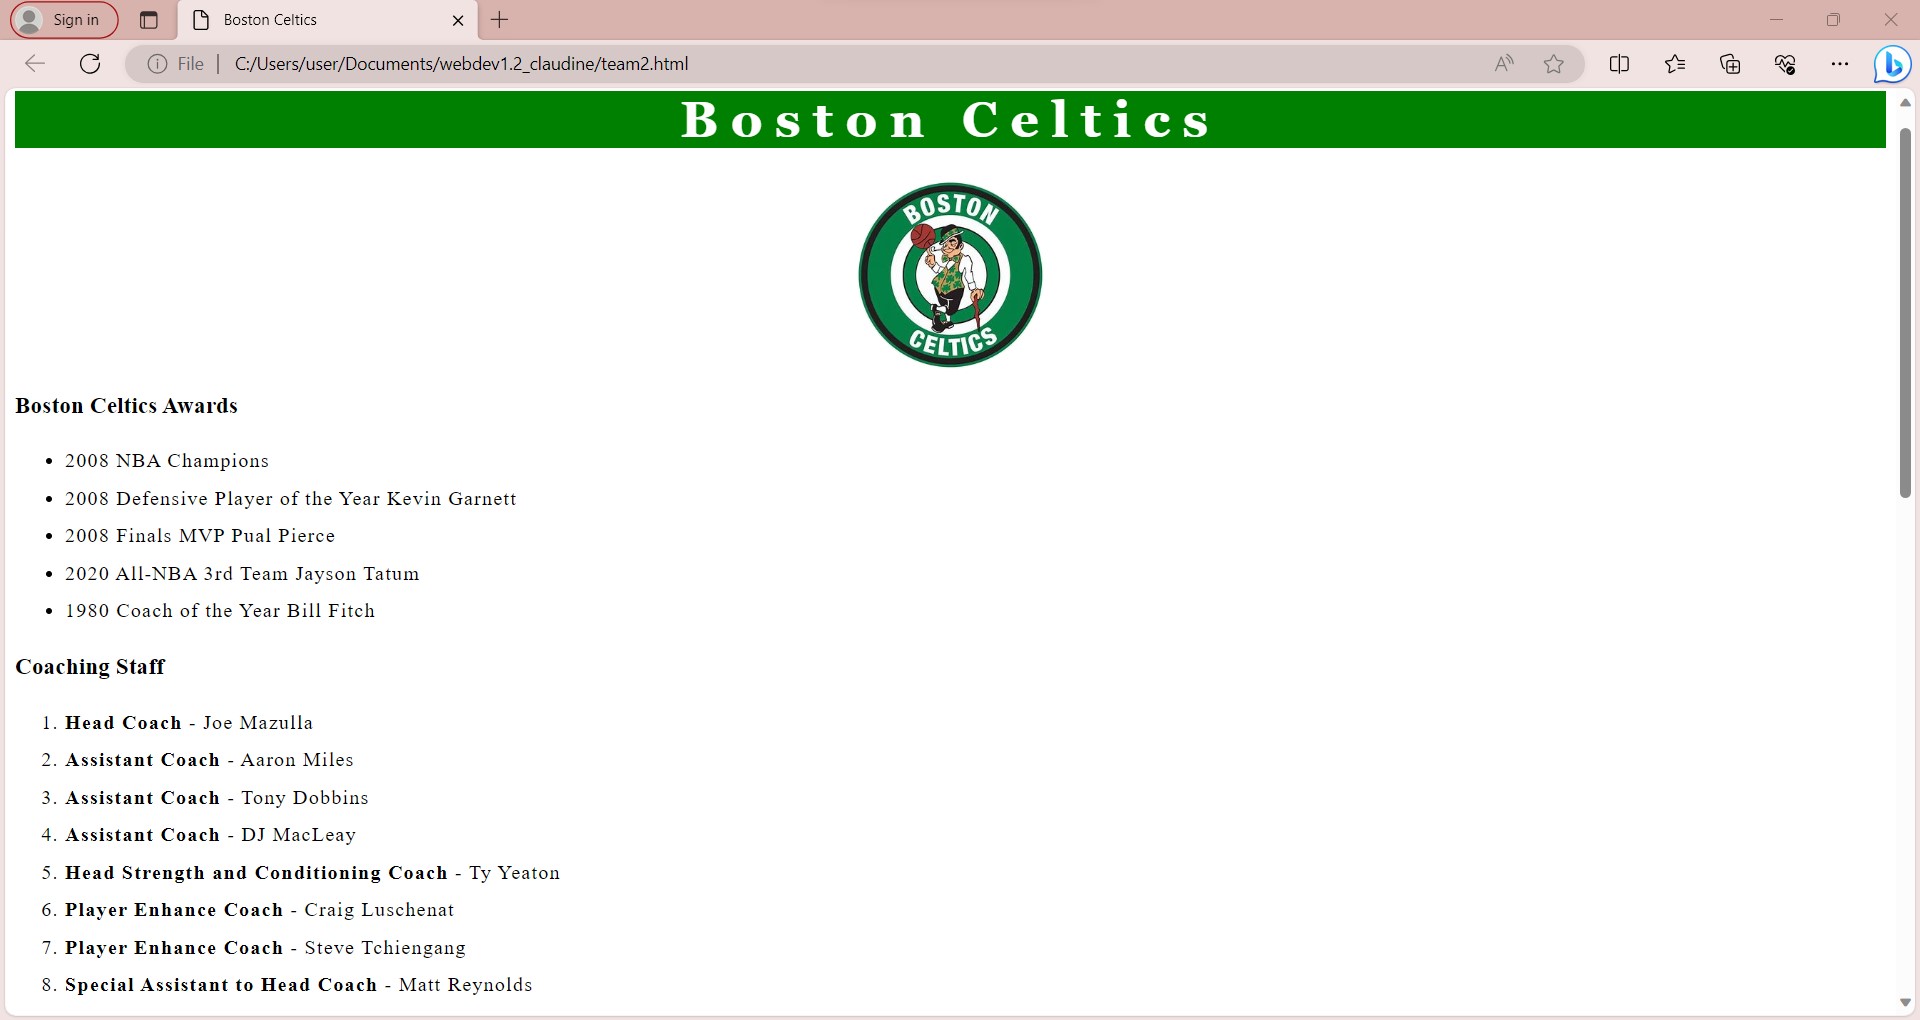 Sign in
Boston Celtics
File
C:/Users/user/Documents/webdev1.2_claudine/team2.html
Boston Celtics
BOSTON
CELTICS
Boston Celtics Awards
• 2008 NBA Champions
• 2008 Defensive Player of the Year Kevin Garnett
• 2008 Finals MVP Pual Pierce
• 2020 All-NBA 3rd Team Jayson Tatum
• 1980 Coach of the Year Bill Fitch
Coaching Staff
1. Head Coach - Joe Mazulla
2. Assistant Coach - Aaron Miles
3. Assistant Coach - Tony Dobbins
4. Assistant Coach - DJ MacLeay
5. Head Strength and Conditioning Coach - Ty Yeaton
6. Player Enhance Coach - Craig Luschenat
7. Player Enhance Coach - Steve Tchiengang
8. Special Assistant to Head Coach - Matt Reynolds